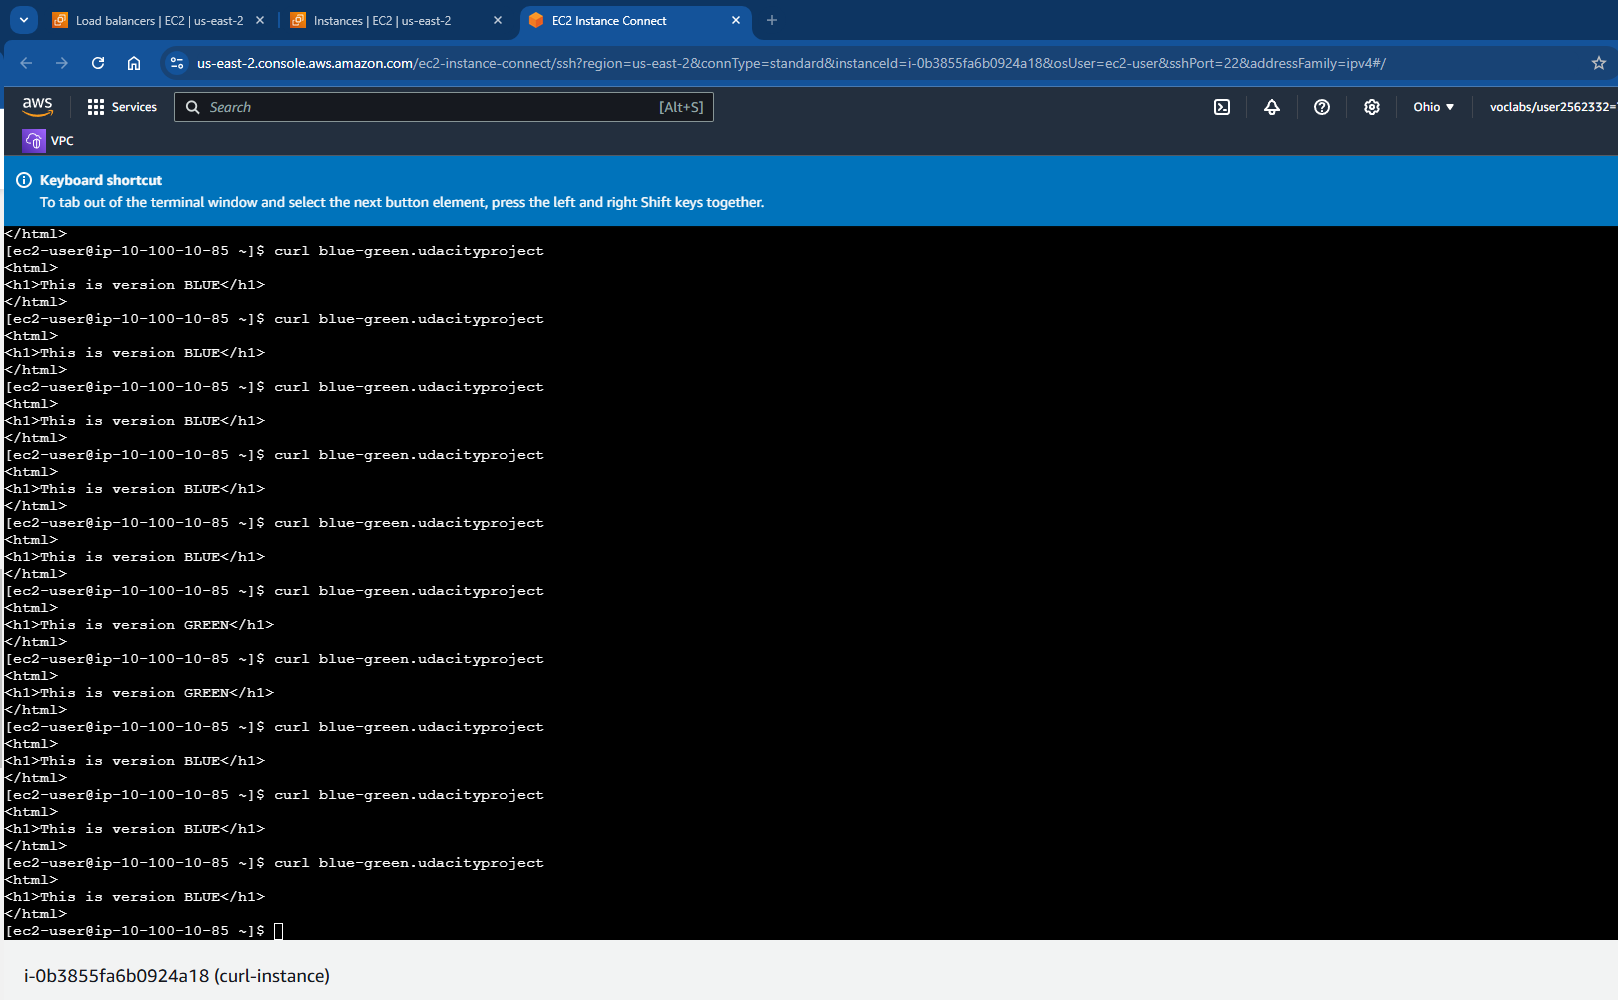 Load balancers | EC2 | us-east-2
Instances | EC2 | us-east-2
EC2 Instance Connect
us-east-2.console.aws.amazon.com/ec2-instance-connect/ssh?region=us-east-2&connType=standard&instanceId=i-0b3855fa6b0924a18&osUser=ec2-user&sshPort=22&addressFamily=ipv4#/
aws
Services
Search
[Alt+S]
Ohio
voclabs/user2562332=
VPC
Keyboard shortcut
To tab out of the terminal window and select the next button element, press the left and right Shift keys together.
</html>
[ec2-user@ip-10-100-10-85 ~]$ curl blue-green.udacityproject
<html>
<h1>This is version BLUE</h1>
</html>
[ec2-user@ip-10-100-10-85 ~]$ curl blue-green.udacityproject
<html>
<h1>This is version BLUE</h1>
</html>
[ec2-user@ip-10-100-10-85 ~]$ curl blue-green.udacityproject
<html>
<h1>This is version BLUE</h1>
</html>
[ec2-user@ip-10-100-10-85 ~]$ curl blue-green.udacityproject
<html>
<h1>This is version BLUE</h1>
</html>
[ec2-user@ip-10-100-10-85 ~]$ curl blue-green.udacityproject
<html>
<h1>This is version BLUE</h1>
</html>
[ec2-user@ip-10-100-10-85 ~]$ curl blue-green.udacityproject
<html>
<h1>This is version GREEN</h1>
</html>
[ec2-user@ip-10-100-10-85 ~]$ curl blue-green.udacityproject
<html>
<h1>This is version GREEN</h1>
</html>
[ec2-user@ip-10-100-10-85 ~]$ curl blue-green.udacityproject
<html>
<h1>This is version BLUE</h1>
</html>
[ec2-user@ip-10-100-10-85 ~]$ curl blue-green.udacityproject
<html>
<h1>This is version BLUE</h1>
</html>
[ec2-user@ip-10-100-10-85 ~]$ curl blue-green.udacityproject
<html>
<h1>This is version BLUE</h1>
</html>
[ec2-user@ip-10-100-10-85 ~]$
i-0b3855fa6b0924a18 (curl-instance)